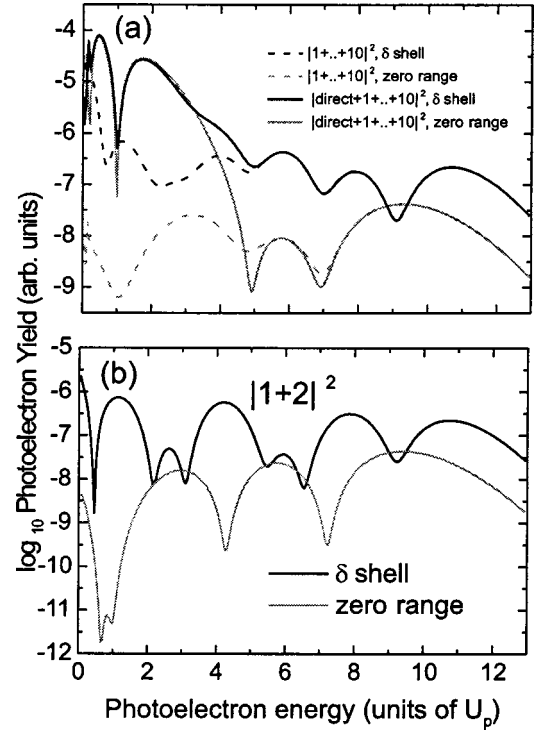 (a)
|1+..+10|², δ shell
|1+..+10|², zero range
|direct+1+..+10|², δ shell
|direct+1+..+10|², zero range
-4
-5
-6
-7
-8
-9
log 10 Photoelectron Yield (arb. units)
(b)
|1+2|²
-5
-6
-7
-8
-9
-10
-11
-12
δ shell
zero range
0 2 4 6 8 10 12
Photoelectron energy (units of Up)